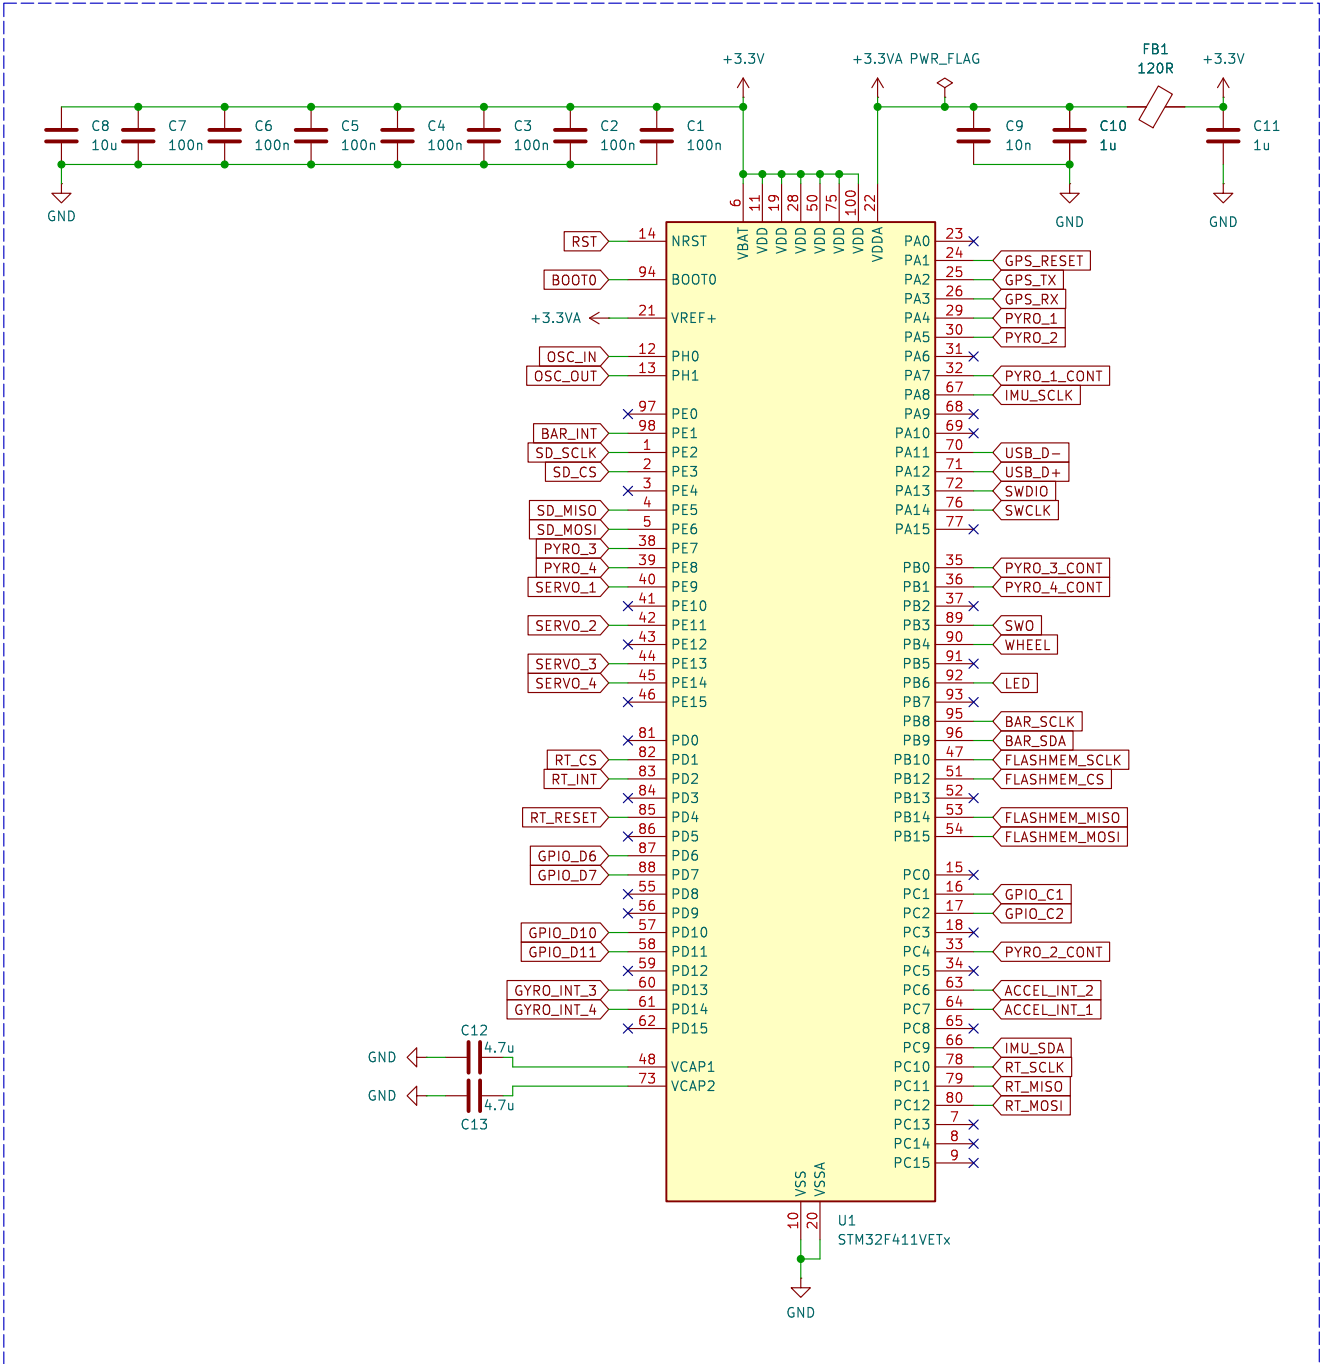 FB1
120R
+3.3V
+3.3VA PWR_FLAG
+3.3V
C8
10u
C7
100n
C6
100n
C5
100n
C4
100n
C3
100n
C2
100n
C1
100n
C9
10n
C10
1u
C11
1u
GND
GND
GND
6 11 19 28 50 75 100 22
VBAT VDD VDD VDD VDD VDD VDD VDDA
RST 14 NRST
BOOT0 94 BOOT0
+3.3VA 21 VREF+
OSC_IN 12 PH0
OSC_OUT 13 PH1
97 PE0
BAR_INT 98 PE1
SD_SCLK 1 PE2
SD_CS 2 PE3
3 PE4
SD_MISO 4 PE5
SD_MOSI 5 PE6
PYRO_3 38 PE7
PYRO_4 39 PE8
SERVO_1 40 PE9
41 PE10
SERVO_2 42 PE11
43 PE12
SERVO_3 44 PE13
SERVO_4 45 PE14
46 PE15
81 PD0
RT_CS 82 PD1
RT_INT 83 PD2
84 PD3
RT_RESET 85 PD4
86 PD5
GPIO_D6 87 PD6
GPIO_D7 88 PD7
55 PD8
56 PD9
GPIO_D10 57 PD10
GPIO_D11 58 PD11
59 PD12
GYRO_INT_3 60 PD13
GYRO_INT_4 61 PD14
62 PD15
C12
4.7u
GND
48 VCAP1
73 VCAP2
GND
4.7u
C13
PA0 23
PA1 24 GPS_RESET
PA2 25 GPS_TX
PA3 26 GPS_RX
PA4 29 PYRO_1
PA5 30 PYRO_2
PA6 31
PA7 32 PYRO_1_CONT
PA8 67 IMU_SCLK
PA9 68
PA10 69
PA11 70 USB_D-
PA12 71 USB_D+
PA13 72 SWDIO
PA14 76 SWCLK
PA15 77
PB0 35 PYRO_3_CONT
PB1 36 PYRO_4_CONT
PB2 37
PB3 89 SWO
PB4 90 WHEEL
PB5 91
PB6 92 LED
PB7 93
PB8 95 BAR_SCLK
PB9 96 BAR_SDA
PB10 47 FLASHMEM_SCLK
PB12 51 FLASHMEM_CS
PB13 52
PB14 53 FLASHMEM_MISO
PB15 54 FLASHMEM_MOSI
PC0 15
PC1 16 GPIO_C1
PC2 17 GPIO_C2
PC3 18
PC4 33 PYRO_2_CONT
PC5 34
PC6 63 ACCEL_INT_2
PC7 64 ACCEL_INT_1
PC8 65
PC9 66 IMU_SDA
PC10 78 RT_SCLK
PC11 79 RT_MISO
PC12 80 RT_MOSI
PC13 7
PC14 8
PC15 9
VSS VSSA
10 20
U1
STM32F411VETx
GND